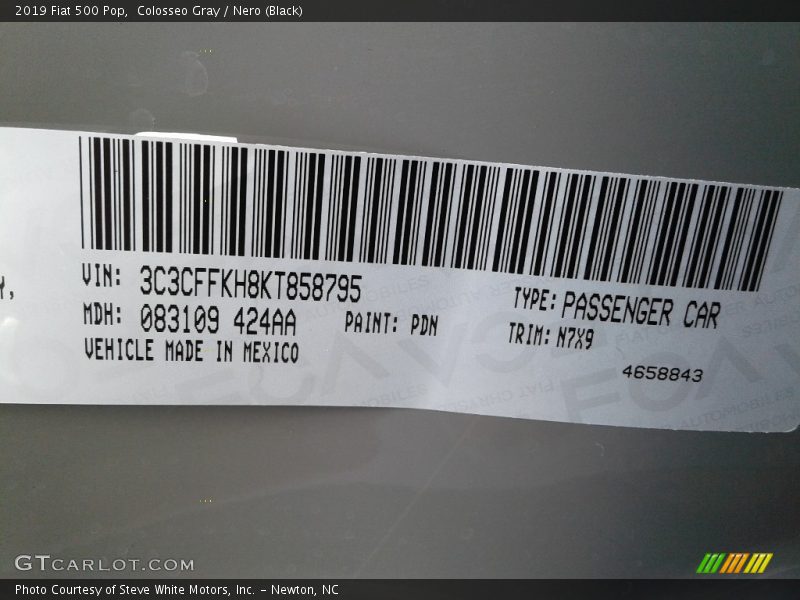 2019 Fiat 500 Pop,  Colosseo Gray / Nero (Black)
VIN: 3C3CFFKH8KT858795
MDH: 083109 424AA PAINT: PDN
VEHICLE MADE IN MEXICO
TYPE: PASSENGER CAR
TRIM: N7X9
4658843
GTCARLOT.COM
Photo Courtesy of Steve White Motors, Inc. – Newton, NC